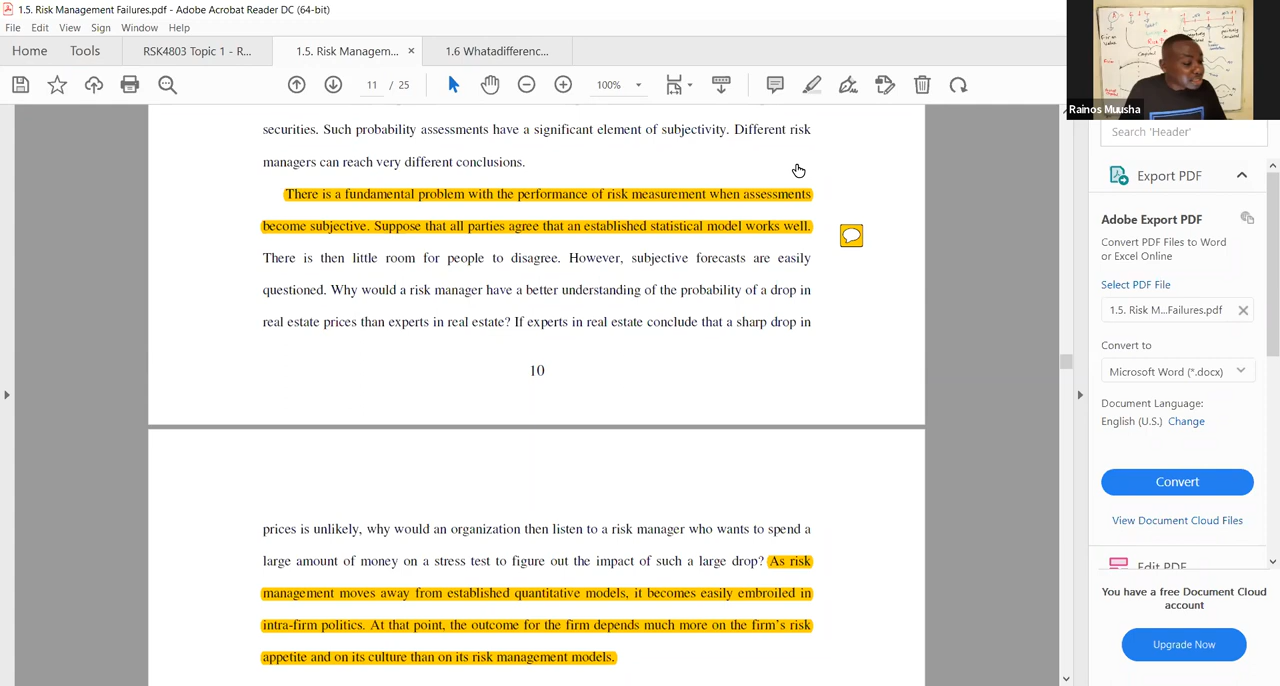 1.5. Risk Management Failures.pdf - Adobe Acrobat Reader DC (64-bit)
File Edit View Sign Window Help
Home Tools RSK4803 Topic 1 - R... 1.5. Risk Managem... × 1.6 Whatadifferenc...
11 / 25 100%
Rainos Muusha
Search 'Header'
securities. Such probability assessments have a significant element of subjectivity. Different risk
managers can reach very different conclusions.
There is a fundamental problem with the performance of risk measurement when assessments
become subjective. Suppose that all parties agree that an established statistical model works well.
There is then little room for people to disagree. However, subjective forecasts are easily
questioned. Why would a risk manager have a better understanding of the probability of a drop in
real estate prices than experts in real estate? If experts in real estate conclude that a sharp drop in
10
prices is unlikely, why would an organization then listen to a risk manager who wants to spend a
large amount of money on a stress test to figure out the impact of such a large drop? As risk
management moves away from established quantitative models, it becomes easily embroiled in
intra-firm politics. At that point, the outcome for the firm depends much more on the firm's risk
appetite and on its culture than on its risk management models.
Export PDF
Adobe Export PDF
Convert PDF Files to Word
or Excel Online
Select PDF File
1.5. Risk M...Failures.pdf
Convert to
Microsoft Word (*.docx)
Document Language:
English (U.S.) Change
Convert
View Document Cloud Files
Edit PDF
You have a free Document Cloud
account
Upgrade Now